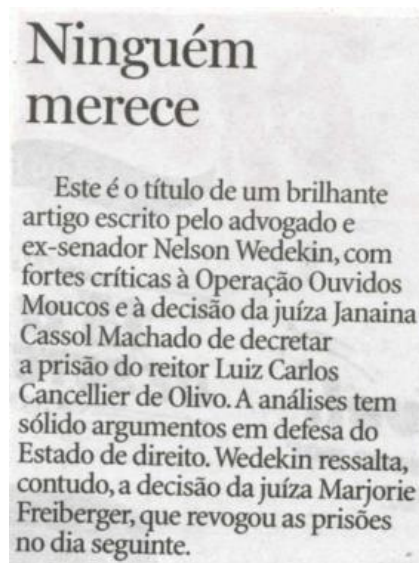 Ninguém
merece
Este é o título de um brilhante
artigo escrito pelo advogado e
ex-senador Nelson Wedekin, com
fortes críticas à Operação Ouvidos
Moucos e à decisão da juíza Janaina
Cassol Machado de decretar
a prisão do reitor Luiz Carlos
Cancellier de Olivo. A análises tem
sólido argumentos em defesa do
Estado de direito. Wedekin ressalta,
contudo, a decisão da juíza Marjorie
Freiberger, que revogou as prisões
no dia seguinte.